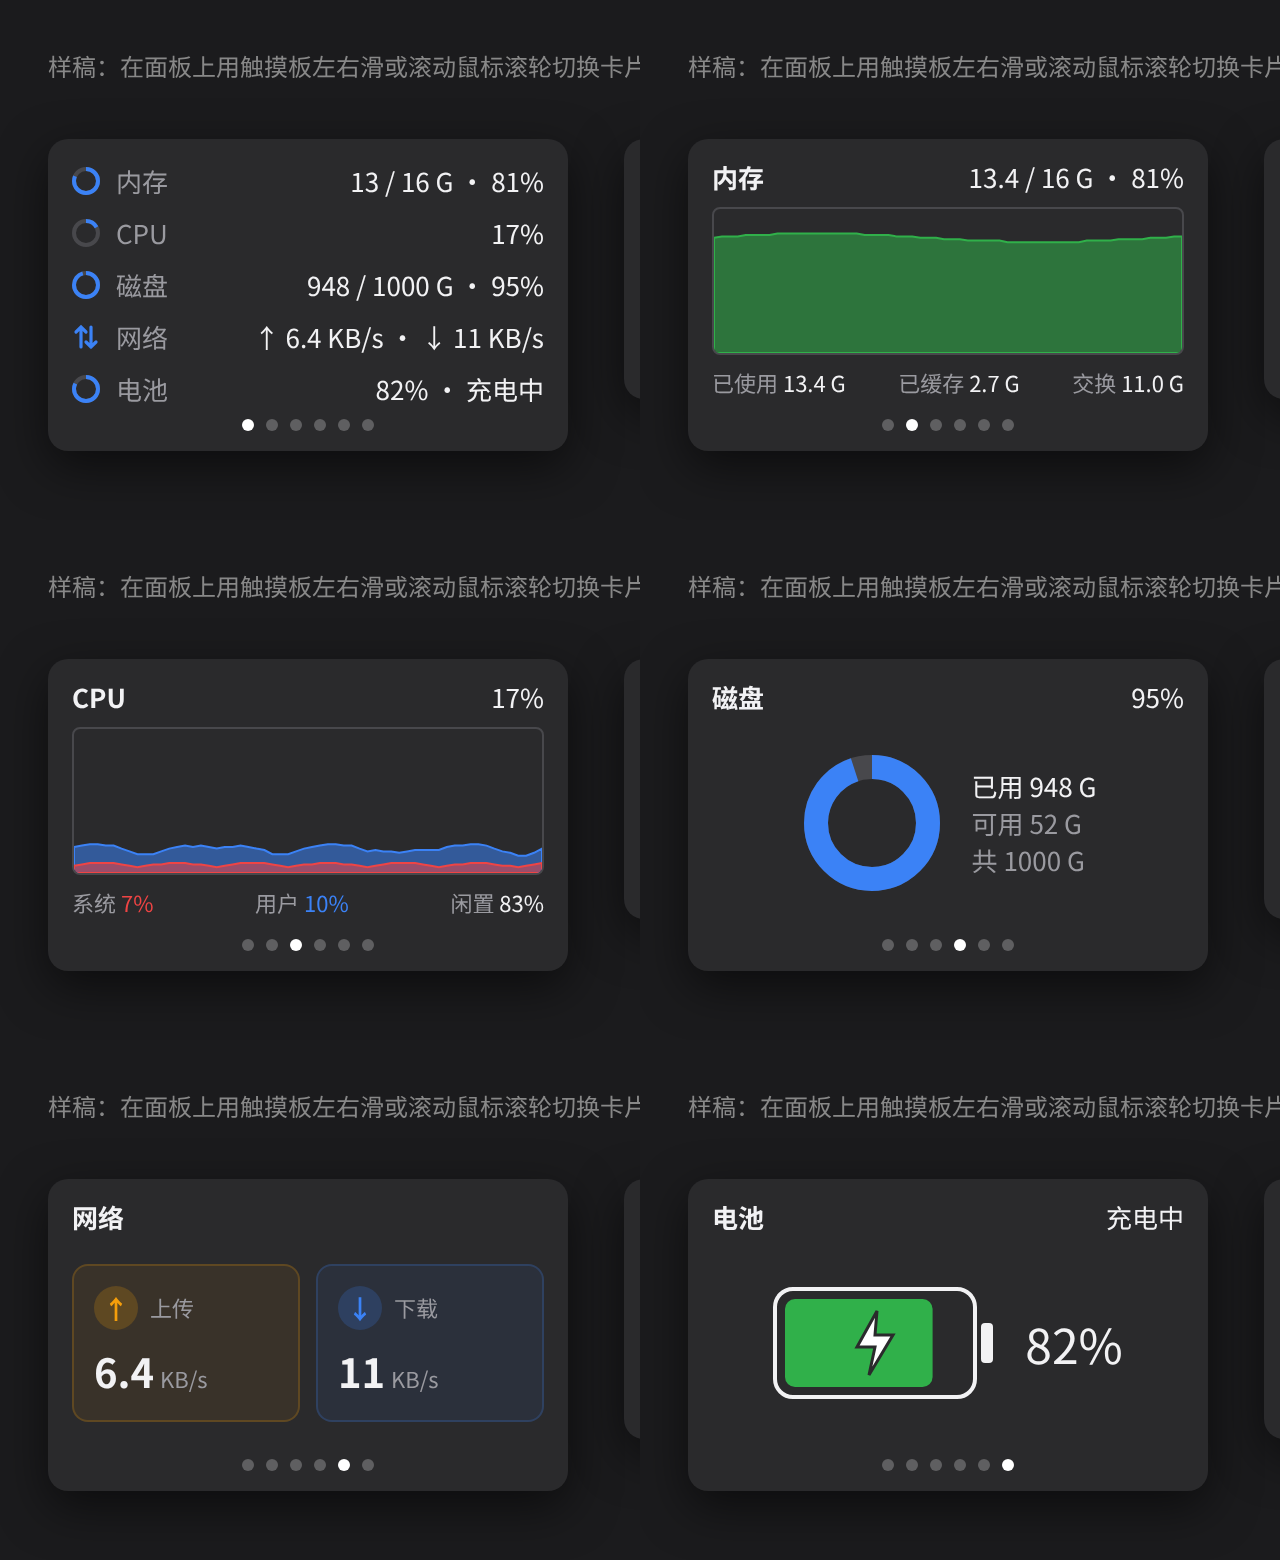 样稿：在面板上用触摸板左右滑或滚动鼠标滚轮切换卡片
内存 13 / 16 G · 81%
CPU 17%
磁盘 948 / 1000 G · 95%
网络 ↑ 6.4 KB/s · ↓ 11 KB/s
电池 82% · 充电中
样稿：在面板上用触摸板左右滑或滚动鼠标滚轮切换卡片
内存 13.4 / 16 G · 81%
已使用 13.4 G 已缓存 2.7 G 交换 11.0 G
样稿：在面板上用触摸板左右滑或滚动鼠标滚轮切换卡片
CPU 17%
系统 7% 用户 10% 闲置 83%
样稿：在面板上用触摸板左右滑或滚动鼠标滚轮切换卡片
磁盘 95%
已用 948 G
可用 52 G
共 1000 G
样稿：在面板上用触摸板左右滑或滚动鼠标滚轮切换卡片
网络
↑ 上传 ↓ 下载
6.4 KB/s 11 KB/s
样稿：在面板上用触摸板左右滑或滚动鼠标滚轮切换卡片
电池 充电中
82%